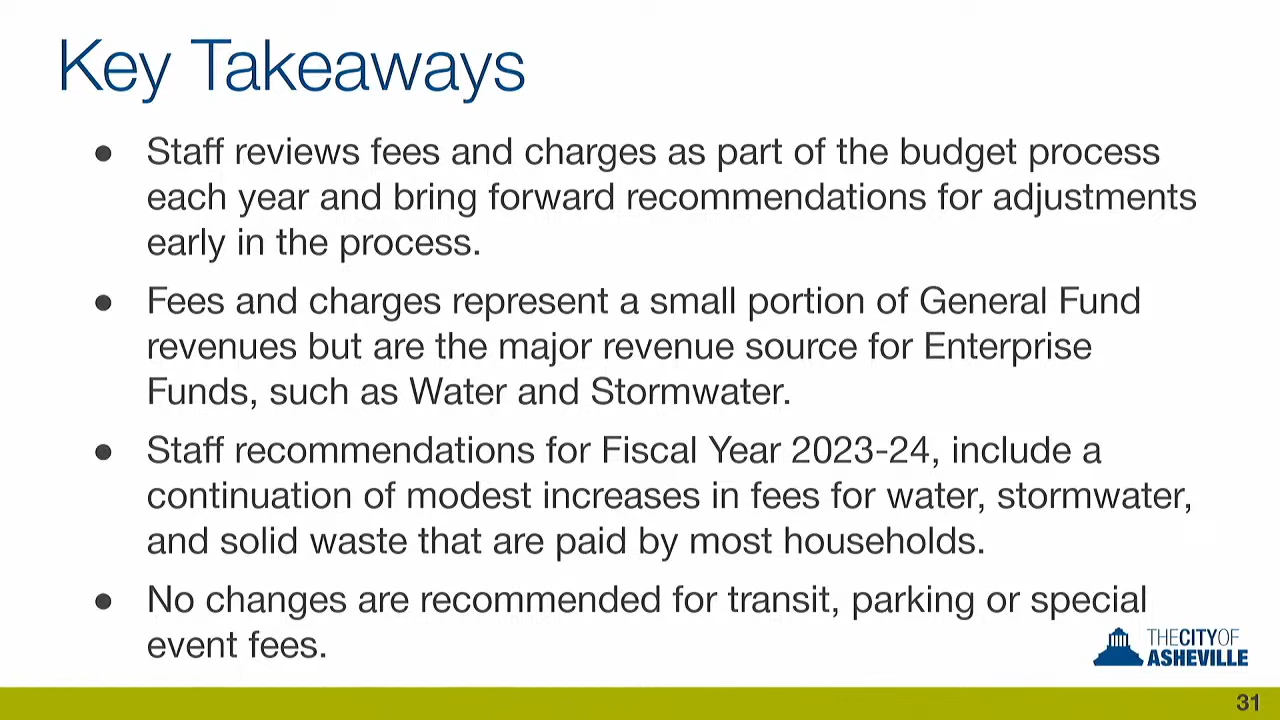 Key Takeaways
● Staff reviews fees and charges as part of the budget process
each year and bring forward recommendations for adjustments
early in the process.
● Fees and charges represent a small portion of General Fund
revenues but are the major revenue source for Enterprise
Funds, such as Water and Stormwater.
● Staff recommendations for Fiscal Year 2023-24, include a
continuation of modest increases in fees for water, stormwater,
and solid waste that are paid by most households.
● No changes are recommended for transit, parking or special
event fees.
THE CITY OF
ASHEVILLE
31